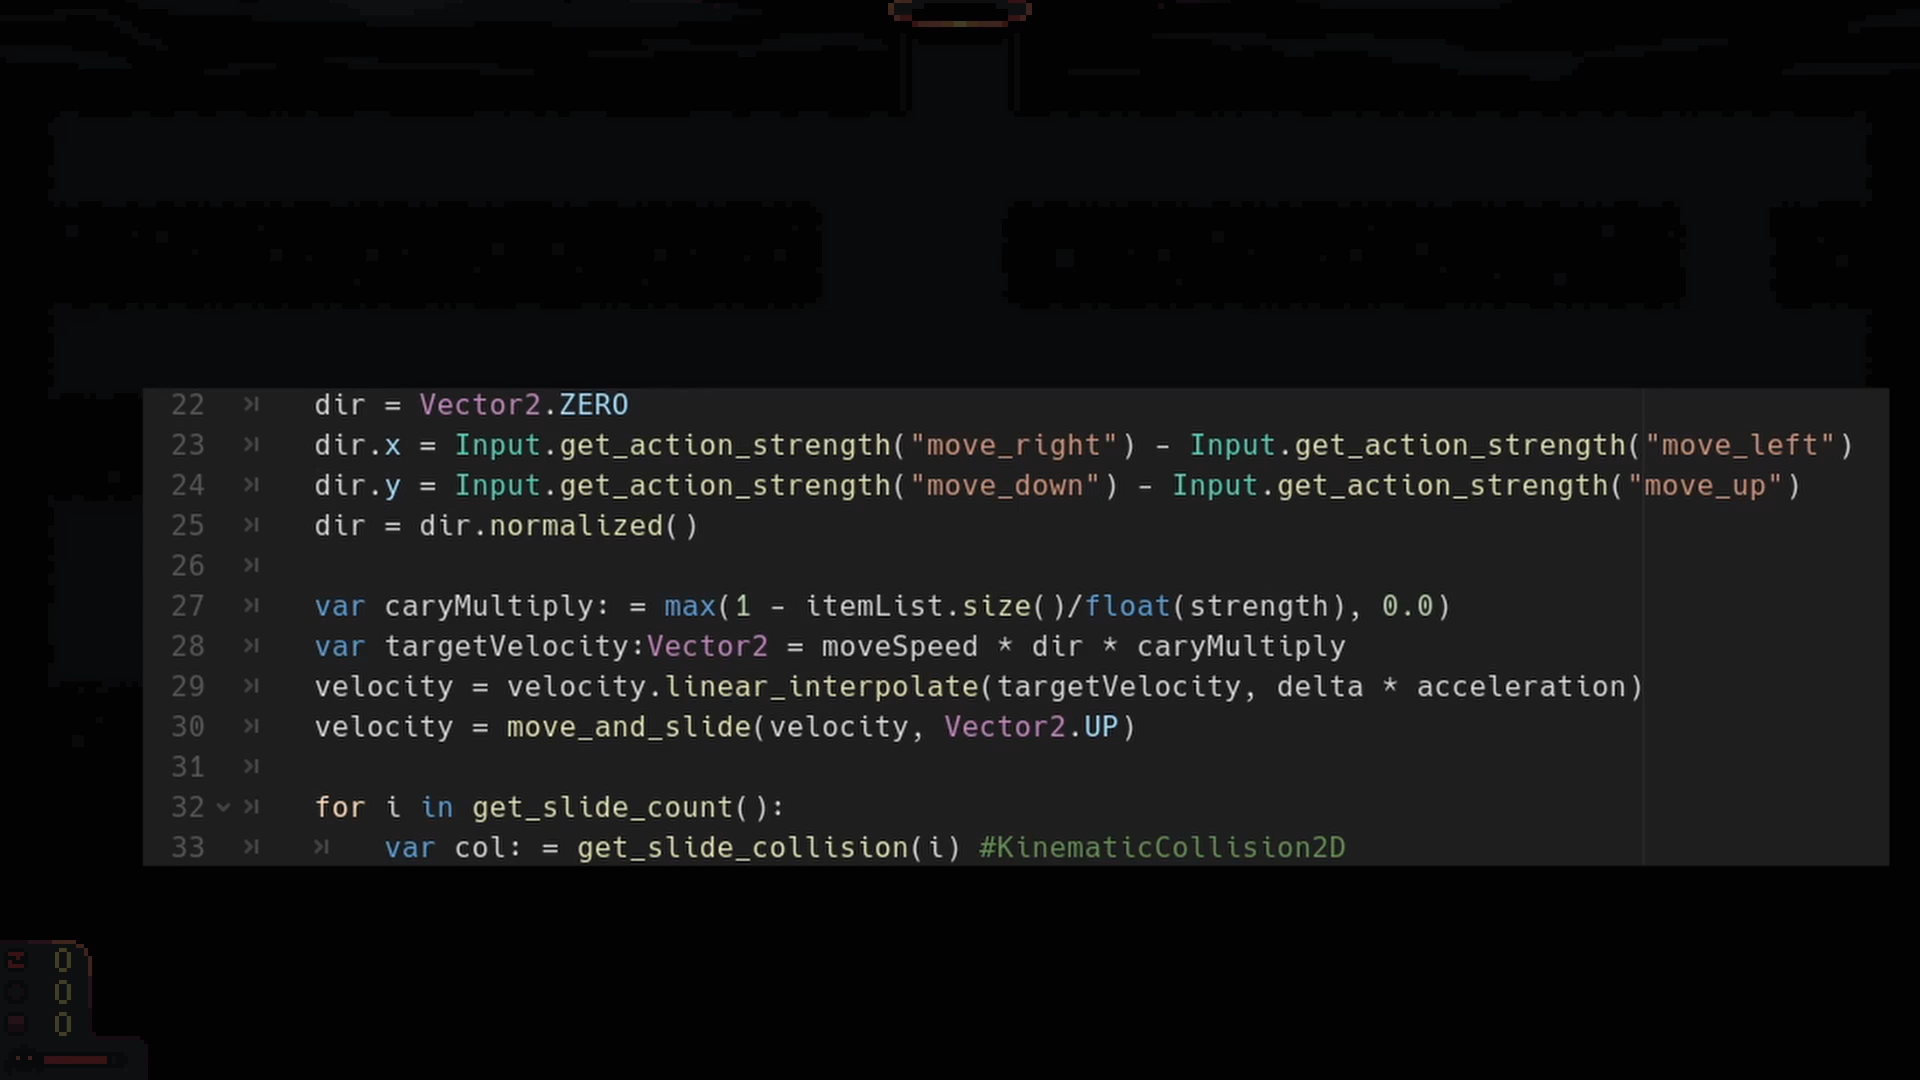 22 dir = Vector2.ZERO
23 dir.x = Input.get_action_strength("move_right") - Input.get_action_strength("move_left")
24 dir.y = Input.get_action_strength("move_down") - Input.get_action_strength("move_up")
25 dir = dir.normalized()
26
27 var caryMultiply: = max(1 - itemList.size()/float(strength), 0.0)
28 var targetVelocity:Vector2 = moveSpeed * dir * caryMultiply
29 velocity = velocity.linear_interpolate(targetVelocity, delta * acceleration)
30 velocity = move_and_slide(velocity, Vector2.UP)
31
32 for i in get_slide_count():
33 var col: = get_slide_collision(i) #KinematicCollision2D
0
0
0